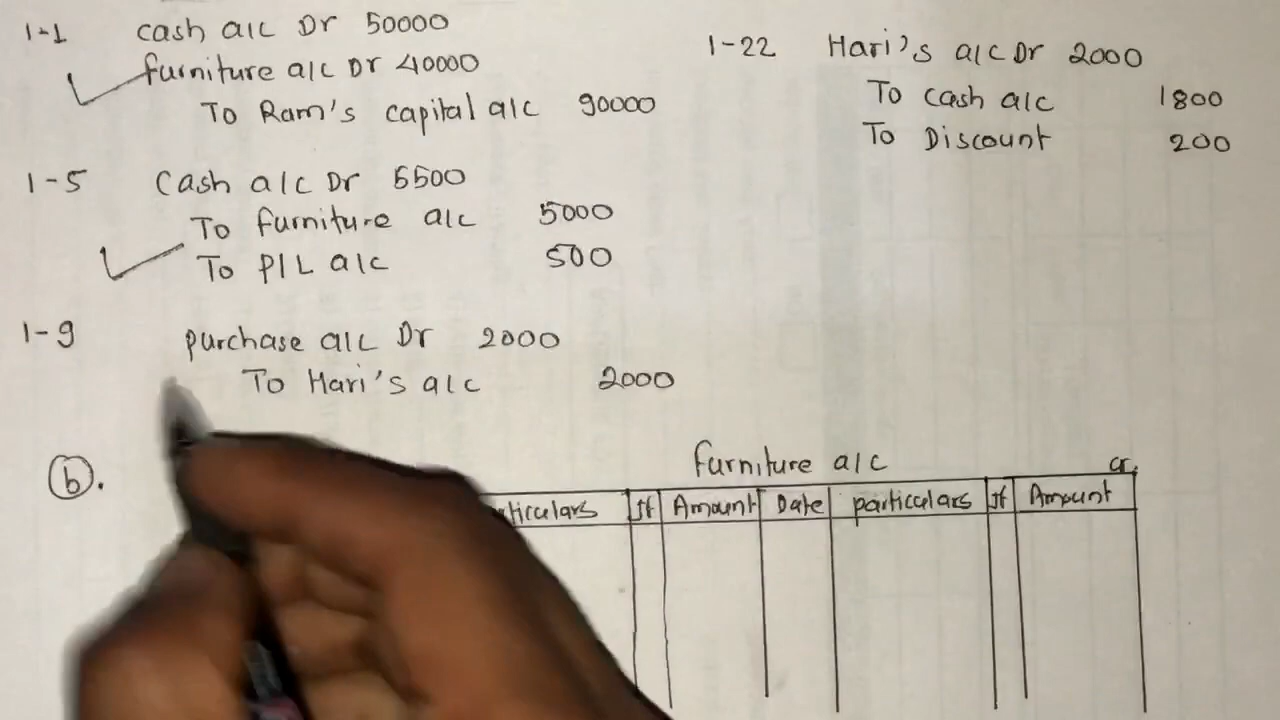 1-1 cash a/c Dr 50000
furniture a/c Dr 40000
To Ram's capital a/c 90000
1-5 Cash a/c Dr 5500
To furniture a/c 5000
To P/L a/c 500
1-9 purchase a/c Dr 2000
To Hari's a/c 2000
1-22 Hari's a/c Dr 2000
To cash a/c 1800
To Discount 200
(b).
furniture a/c cr.
Jf Amount Date particulars Jf Amount